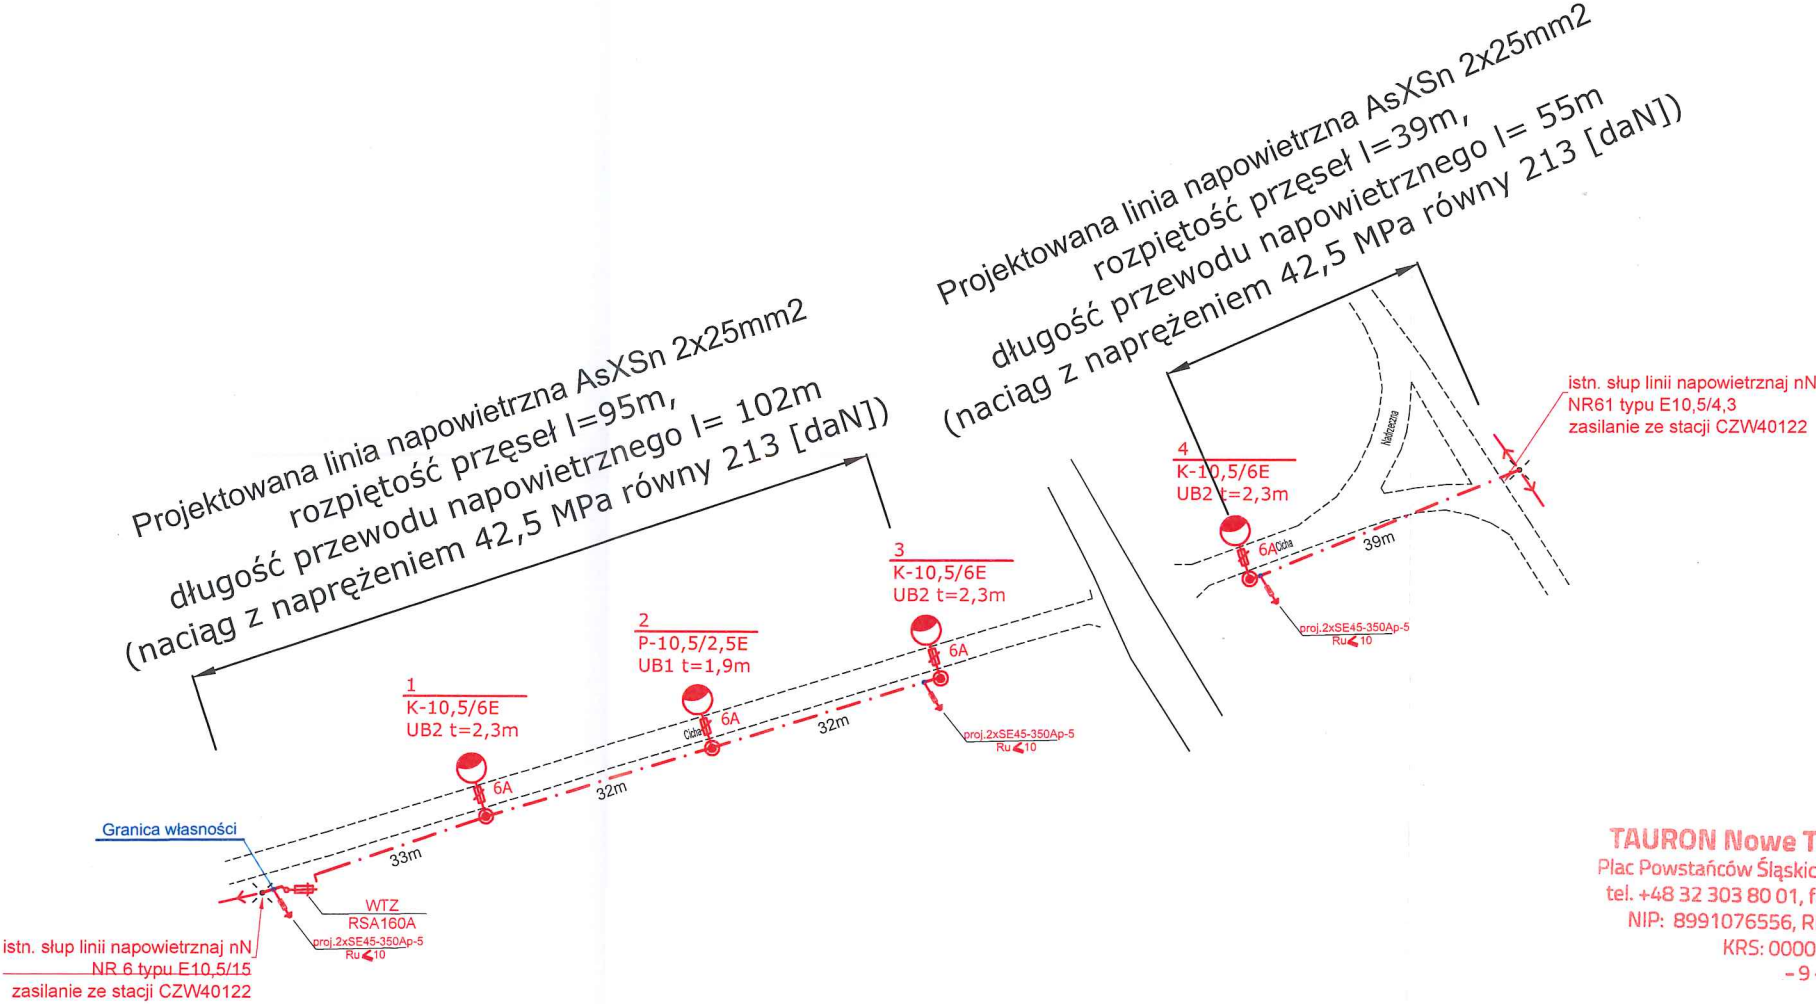 Projektowana linia napowietrzna AsXSn 2x25mm2
rozpiętość przęseł l=95m,
długość przewodu napowietrznego l= 102m
(naciąg z naprężeniem 42,5 MPa równy 213 [daN])
Projektowana linia napowietrzna AsXSn 2x25mm2
rozpiętość przęseł l=39m,
długość przewodu napowietrznego l= 55m
(naciąg z naprężeniem 42,5 MPa równy 213 [daN])
istn. słup linii napowietrznaj nN
NR61 typu E10,5/4,3
zasilanie ze stacji CZW40122
Nadrzeczna
4
K-10,5/6E
UB2 t=2,3m
6A
Cicha
39m
proj.2xSE45-350Ap-5
Ru≤10
3
K-10,5/6E
UB2 t=2,3m
6A
proj.2xSE45-350Ap-5
Ru≤10
2
P-10,5/2,5E
UB1 t=1,9m
6A
Cicha
32m
1
K-10,5/6E
UB2 t=2,3m
6A
32m
33m
Granica własności
WTZ
RSA160A
proj.2xSE45-350Ap-5
Ru≤10
istn. słup linii napowietrznaj nN
NR 6 typu E10,5/15
zasilanie ze stacji CZW40122
TAURON Nowe T
Plac Powstańców Śląskic
tel. +48 32 303 80 01, f
NIP: 8991076556, R
KRS: 0000
- 9 -